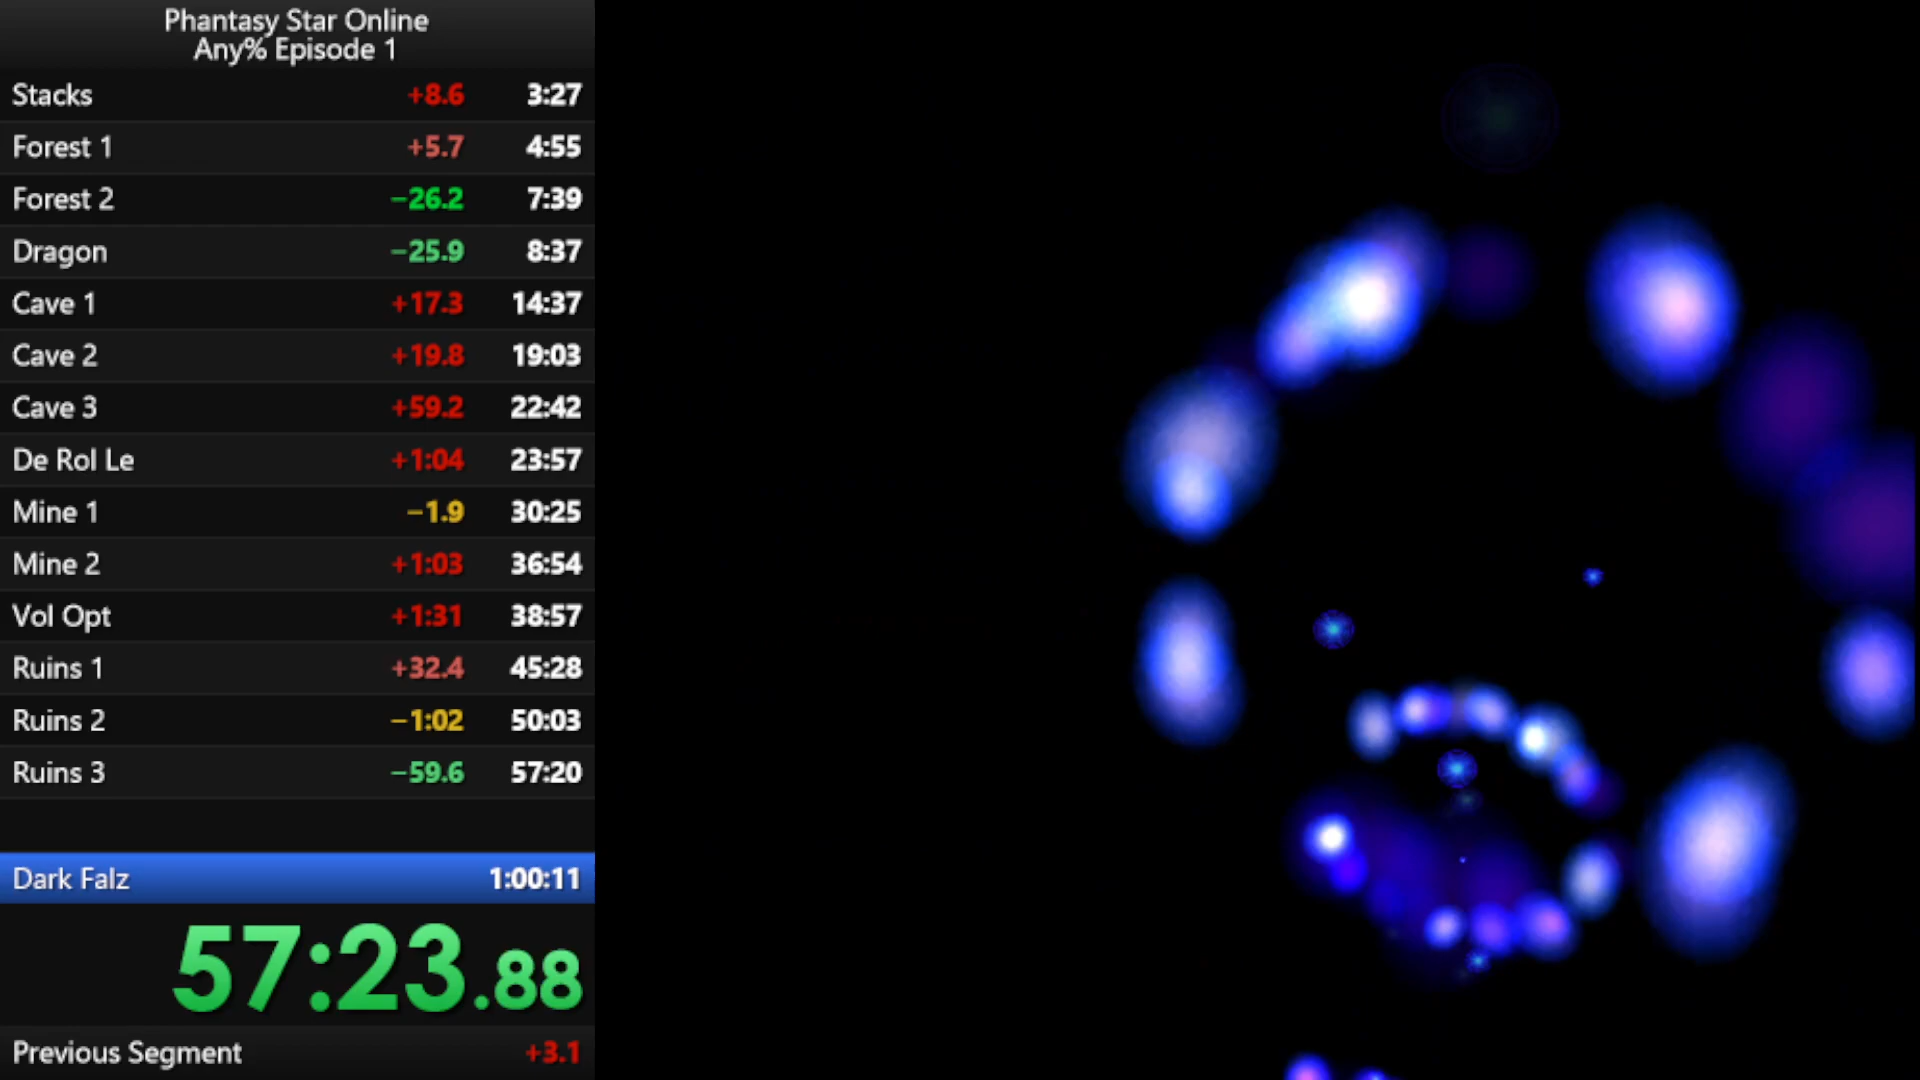 Phantasy Star Online
Any% Episode 1
Stacks +8.6 3:27
Forest 1 +5.7 4:55
Forest 2 −26.2 7:39
Dragon −25.9 8:37
Cave 1 +17.3 14:37
Cave 2 +19.8 19:03
Cave 3 +59.2 22:42
De Rol Le +1:04 23:57
Mine 1 −1.9 30:25
Mine 2 +1:03 36:54
Vol Opt +1:31 38:57
Ruins 1 +32.4 45:28
Ruins 2 −1:02 50:03
Ruins 3 −59.6 57:20
Dark Falz 1:00:11
57:23.88
Previous Segment +3.1